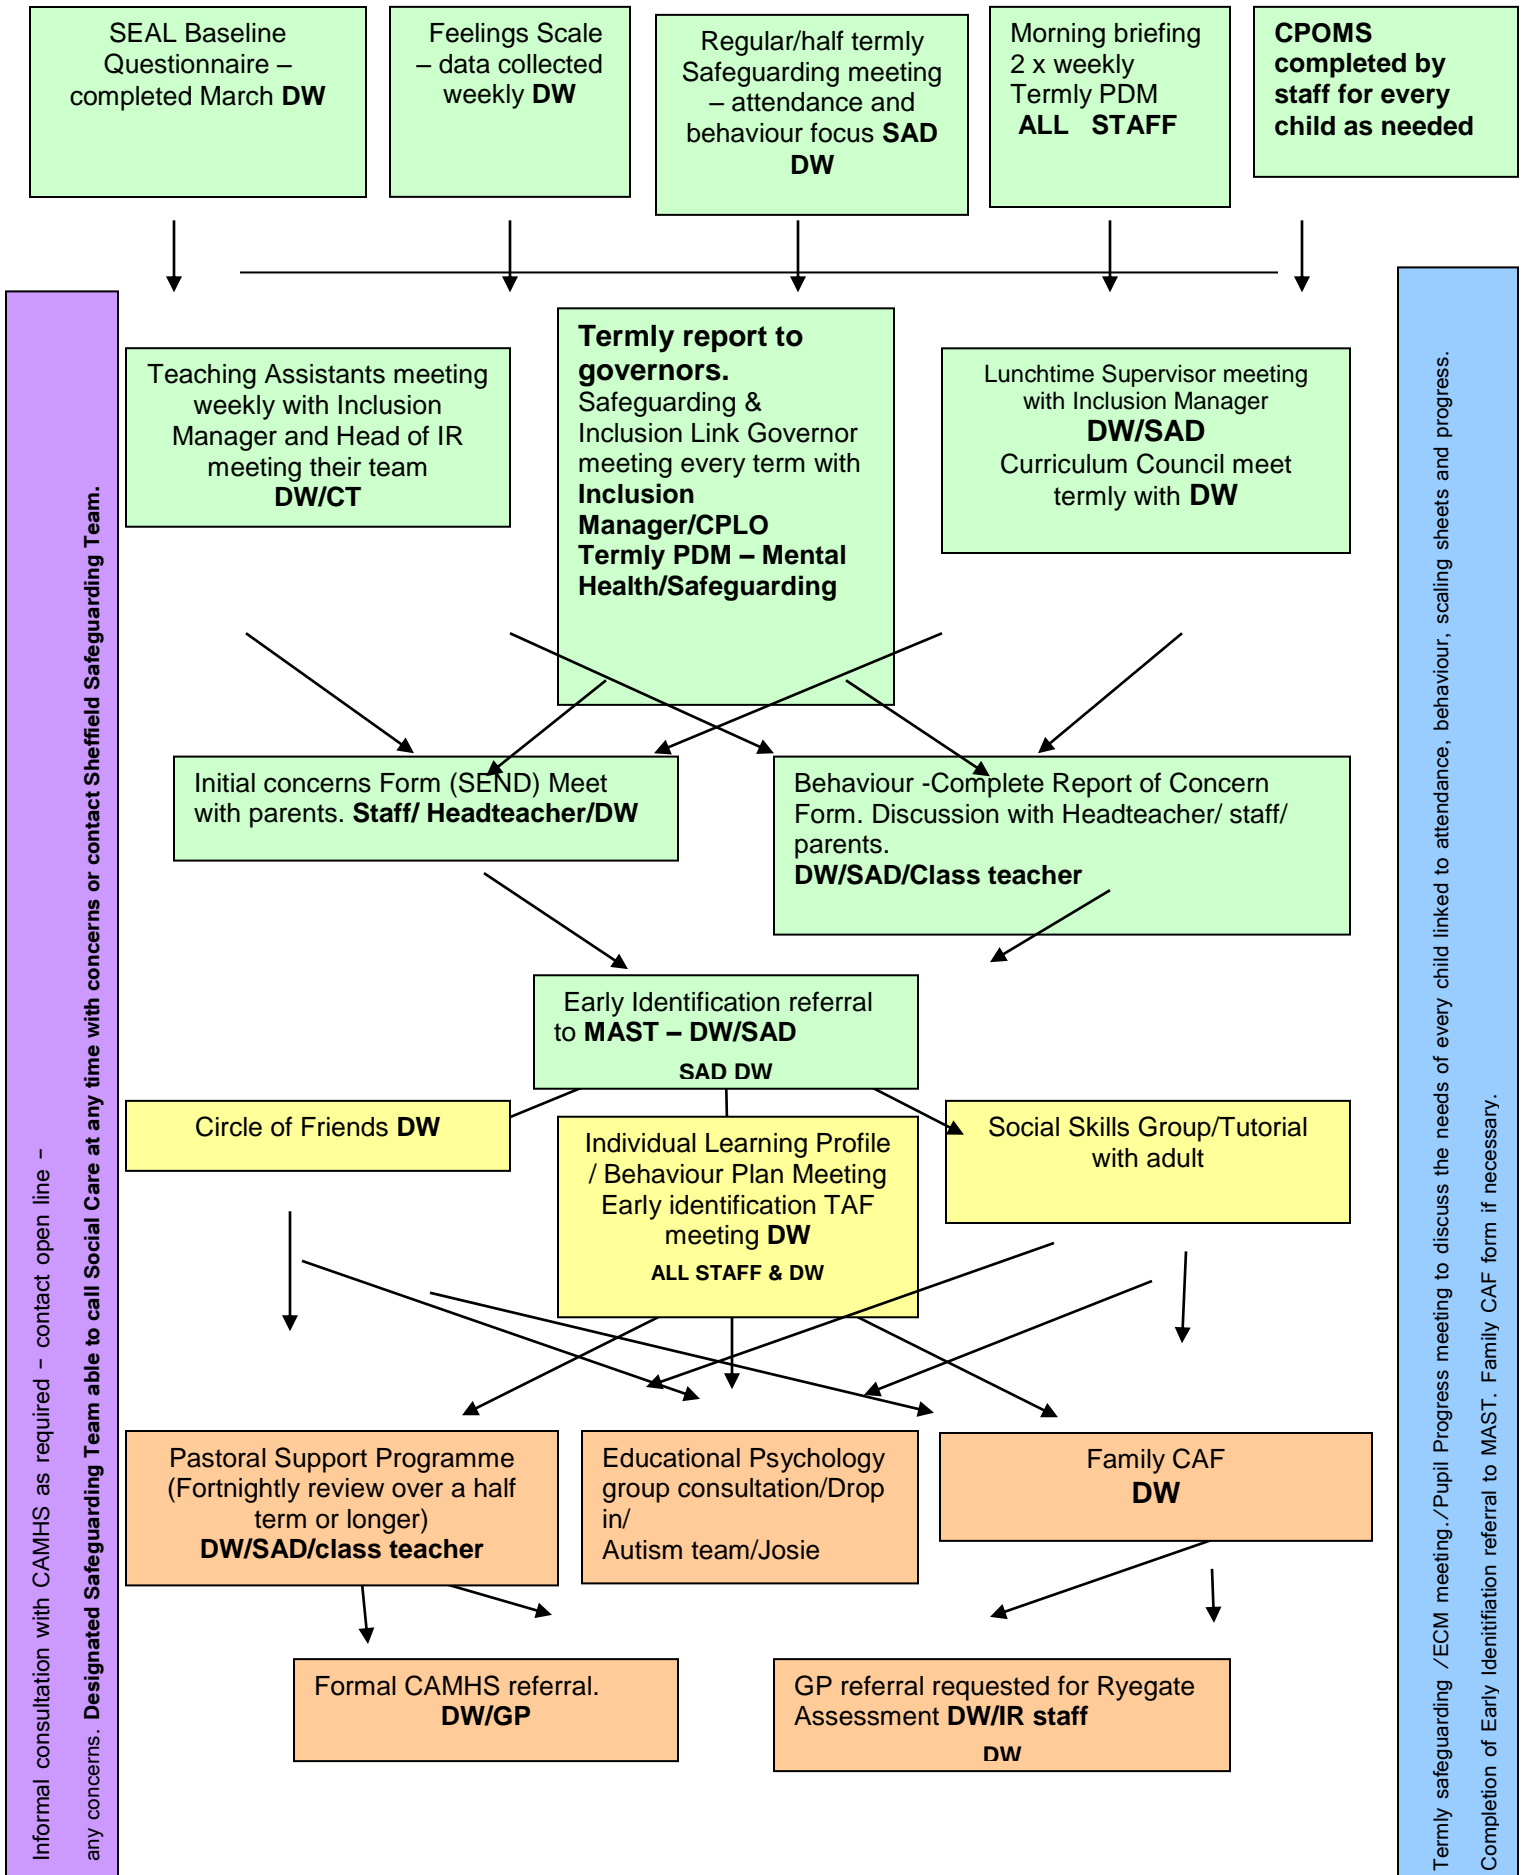 SEAL Baseline
Questionnaire –
completed March DW
Feelings Scale
– data collected
weekly DW
Regular/half termly
Safeguarding meeting
– attendance and
behaviour focus SAD
DW
Morning briefing
2 x weekly
Termly PDM
ALL STAFF
CPOMS
completed by
staff for every
child as needed
Informal consultation with CAMHS as required – contact open line –
any concerns. Designated Safeguarding Team able to call Social Care at any time with concerns or contact Sheffield Safeguarding Team.
Teaching Assistants meeting
weekly with Inclusion
Manager and Head of IR
meeting their team
DW/CT
Termly report to
governors.
Safeguarding &
Inclusion Link Governor
meeting every term with
Inclusion
Manager/CPLO
Termly PDM – Mental
Health/Safeguarding
Lunchtime Supervisor meeting
with Inclusion Manager
DW/SAD
Curriculum Council meet
termly with DW
Initial concerns Form (SEND) Meet
with parents. Staff/ Headteacher/DW
Behaviour -Complete Report of Concern
Form. Discussion with Headteacher/ staff/
parents.
DW/SAD/Class teacher
Early Identification referral
to MAST – DW/SAD
SAD DW
Circle of Friends DW
Individual Learning Profile
/ Behaviour Plan Meeting
Early identification TAF
meeting DW
ALL STAFF & DW
Social Skills Group/Tutorial
with adult
Pastoral Support Programme
(Fortnightly review over a half
term or longer)
DW/SAD/class teacher
Educational Psychology
group consultation/Drop
in/
Autism team/Josie
Family CAF
DW
Formal CAMHS referral.
DW/GP
GP referral requested for Ryegate
Assessment DW/IR staff
DW
Termly safeguarding /ECM meeting./Pupil Progress meeting to discuss the needs of every child linked to attendance, behaviour, scaling sheets and progress.
Completion of Early Idenitifiation referral to MAST. Family CAF form if necessary.